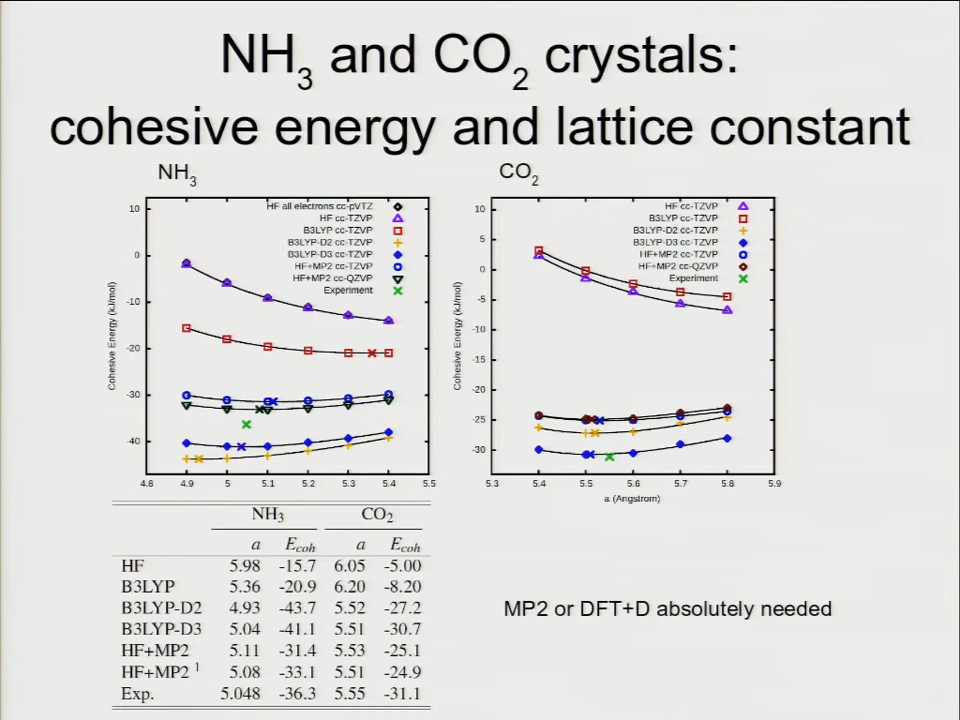 NH3 and CO2 crystals:
cohesive energy and lattice constant
NH3
HF all electrons cc-pVTZ
HF cc-TZVP
B3LYP cc-TZVP
B3LYP-D2 cc-TZVP
B3LYP-D3 cc-TZVP
HF+MP2 cc-TZVP
HF+MP2 cc-QZVP
Experiment
Cohesive Energy (kJ/mol)
10
0
-10
-20
-30
-40
4.8 4.9 5 5.1 5.2 5.3 5.4 5.5
CO2
HF cc-TZVP
B3LYP cc-TZVP
B3LYP-D2 cc-TZVP
B3LYP-D3 cc-TZVP
HF+MP2 cc-TZVP
HF+MP2 cc-QZVP
Experiment
Cohesive Energy (kJ/mol)
10
5
0
-5
-10
-15
-20
-25
-30
5.3 5.4 5.5 5.6 5.7 5.8 5.9
a (Angstrom)
NH3 CO2
a Ecoh a Ecoh
HF 5.98 -15.7 6.05 -5.00
B3LYP 5.36 -20.9 6.20 -8.20
B3LYP-D2 4.93 -43.7 5.52 -27.2
B3LYP-D3 5.04 -41.1 5.51 -30.7
HF+MP2 5.11 -31.4 5.53 -25.1
HF+MP2 1 5.08 -33.1 5.51 -24.9
Exp. 5.048 -36.3 5.55 -31.1
MP2 or DFT+D absolutely needed